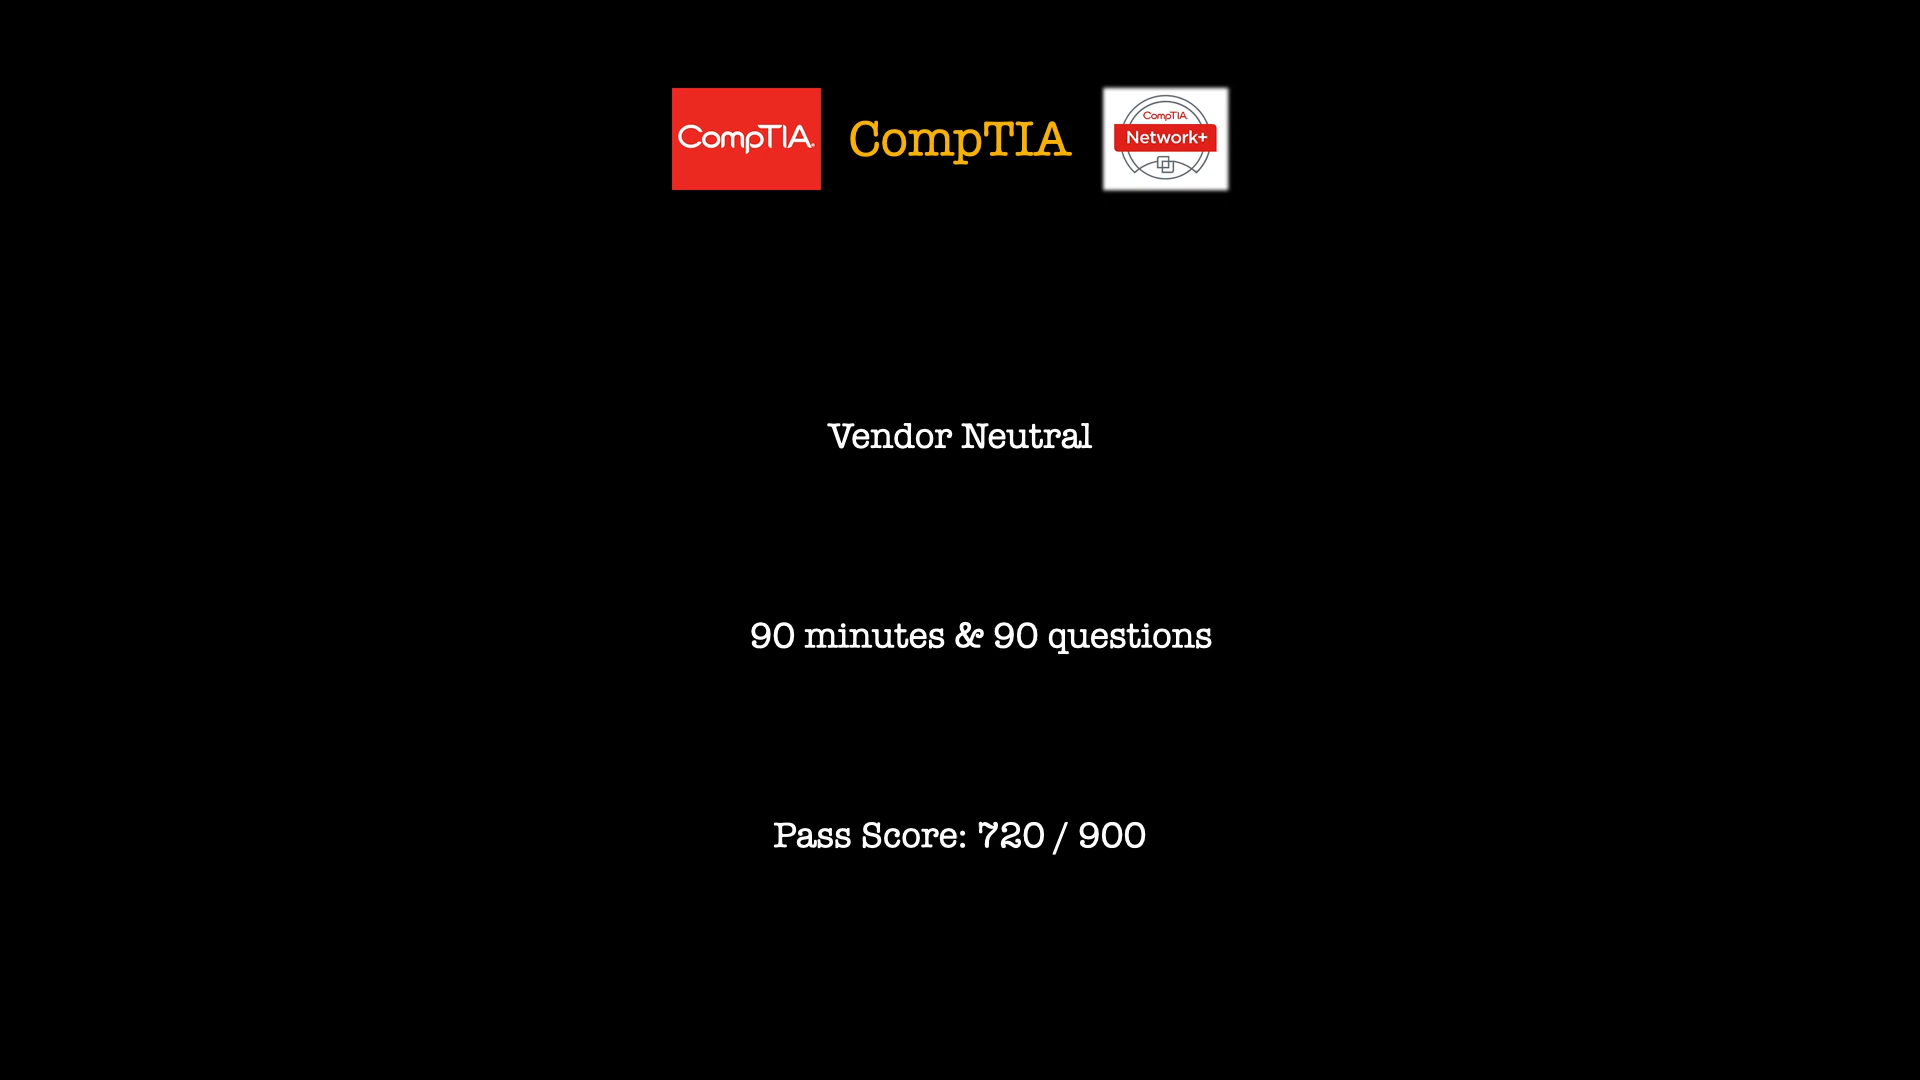 CompTIA.
CompTIA
CompTIA
Network+
Vendor Neutral
90 minutes & 90 questions
Pass Score: 720 / 900